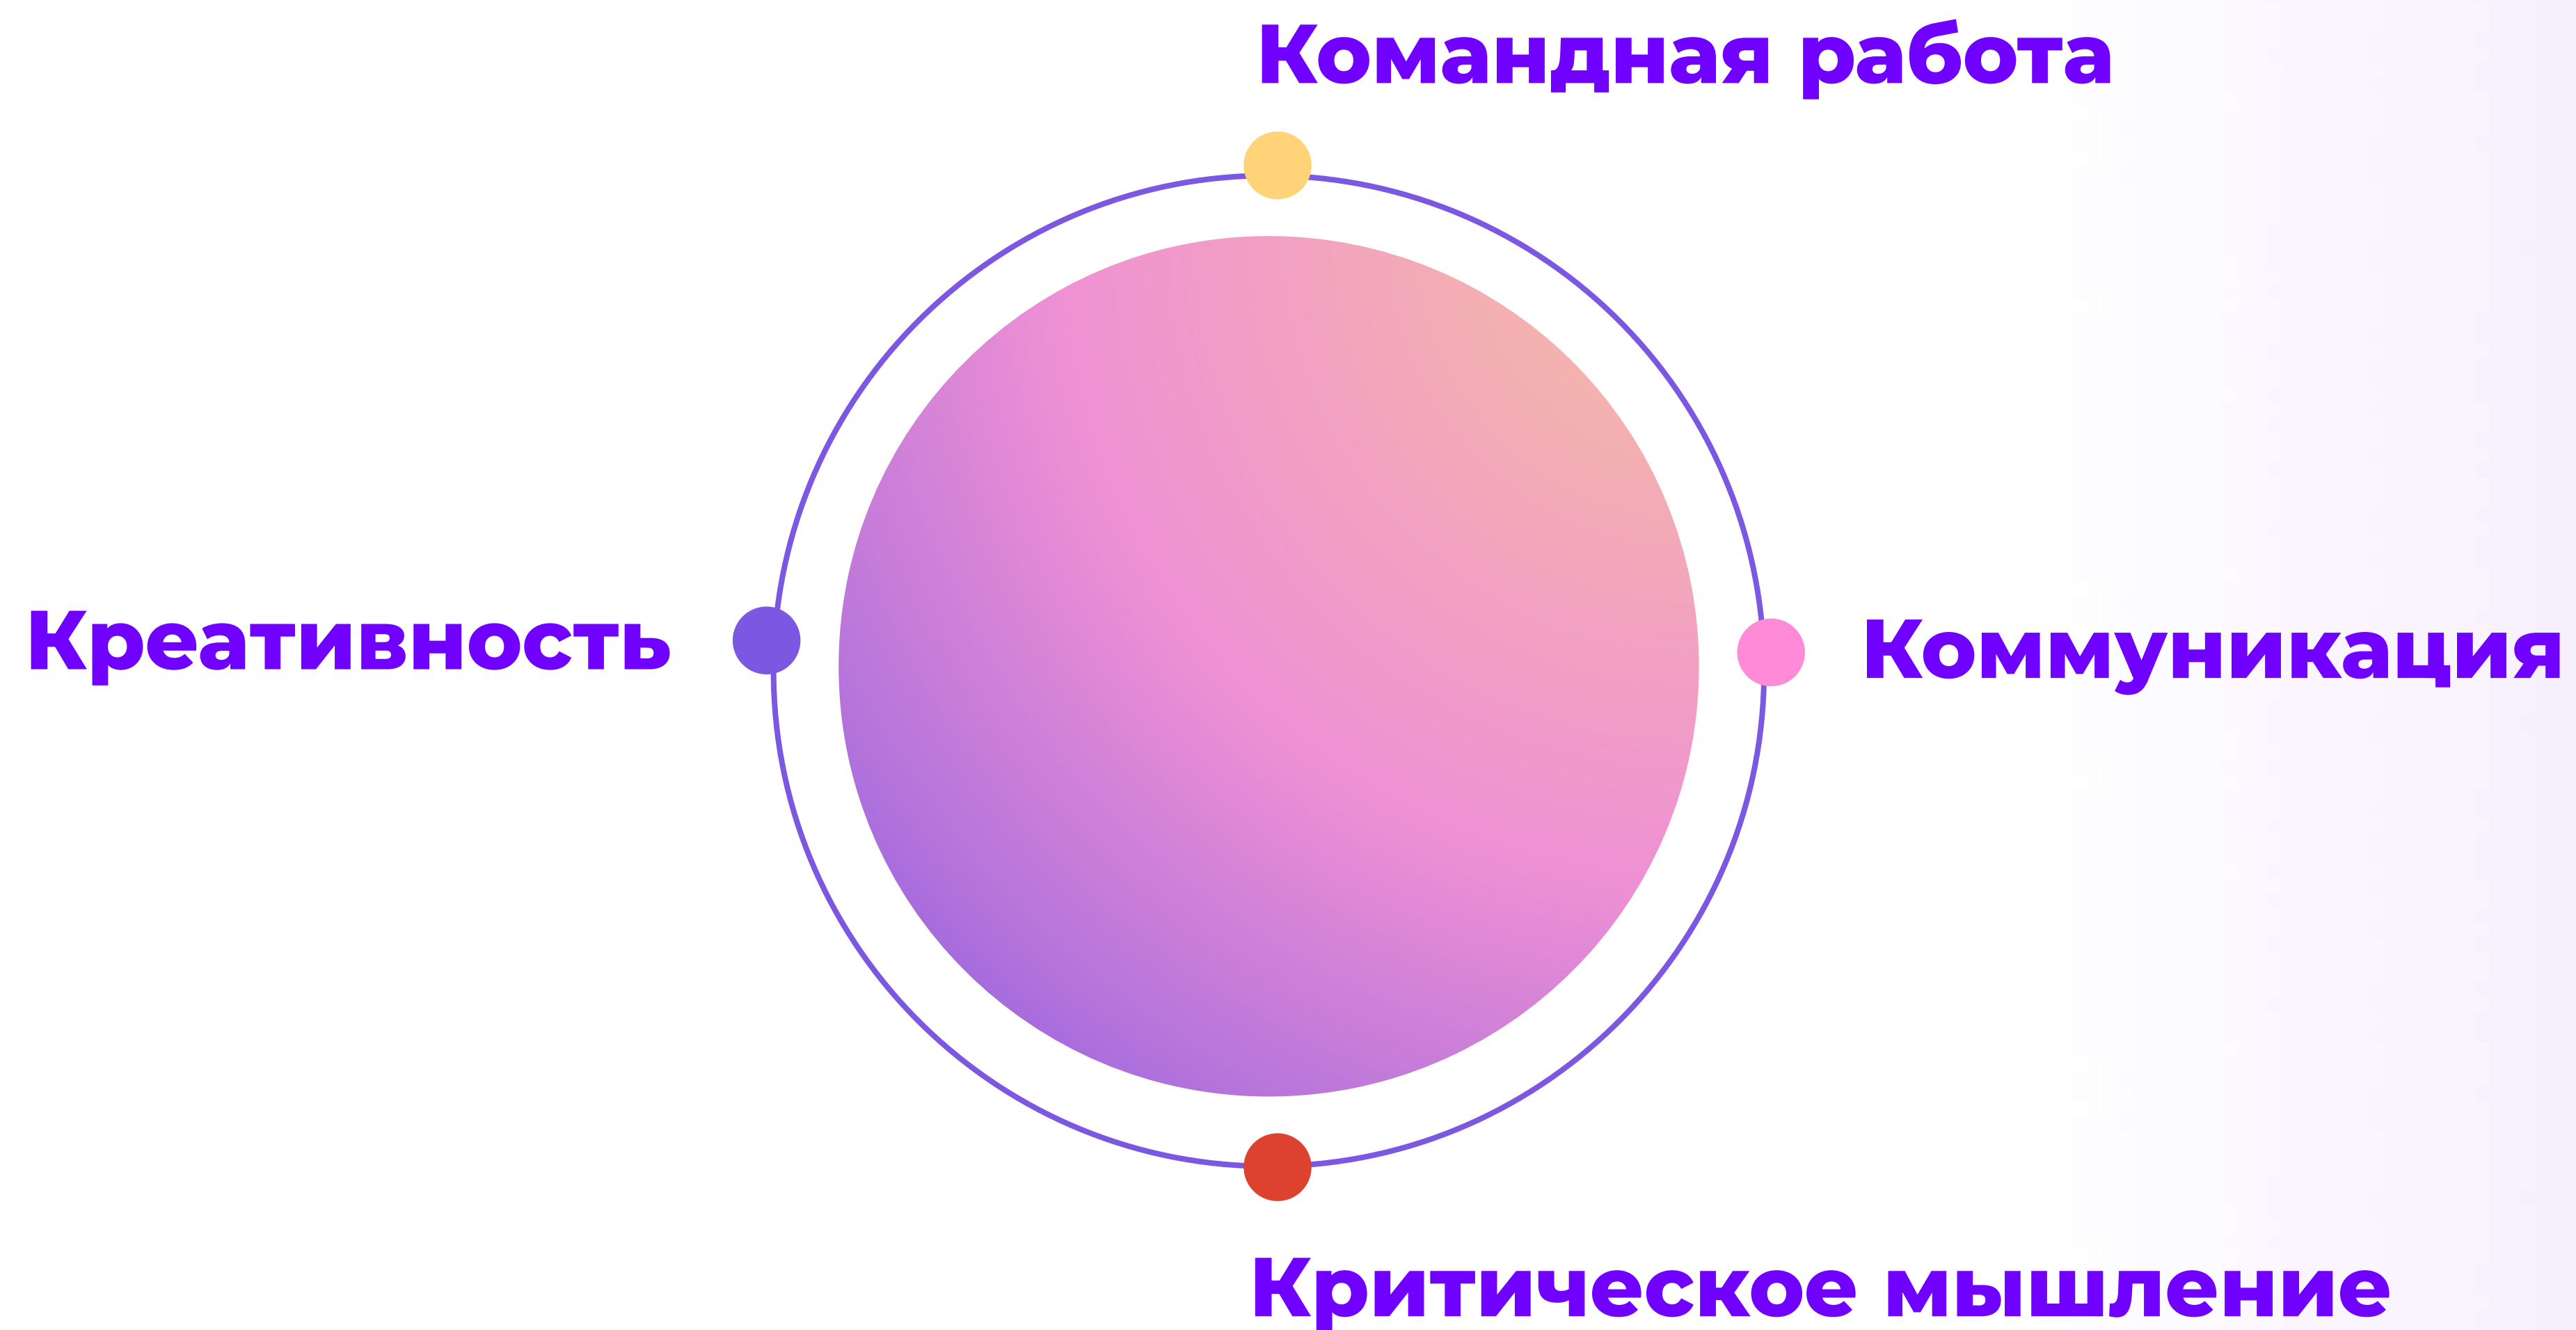 Командная работа
Креативность
Коммуникация
Критическое мышление